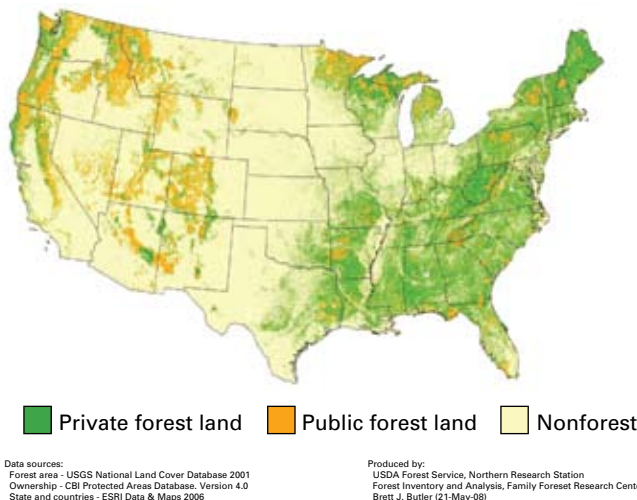 Private forest land
Public forest land
Nonforest
Data sources:
Forest area - USGS National Land Cover Database 2001
Ownership - CBI Protected Areas Database. Version 4.0
State and countries - ESRI Data & Maps 2006
Produced by:
USDA Forest Service, Northern Research Station
Forest Inventory and Analysis, Family Foreset Research Cent
Brett J. Butler (21-May-08)